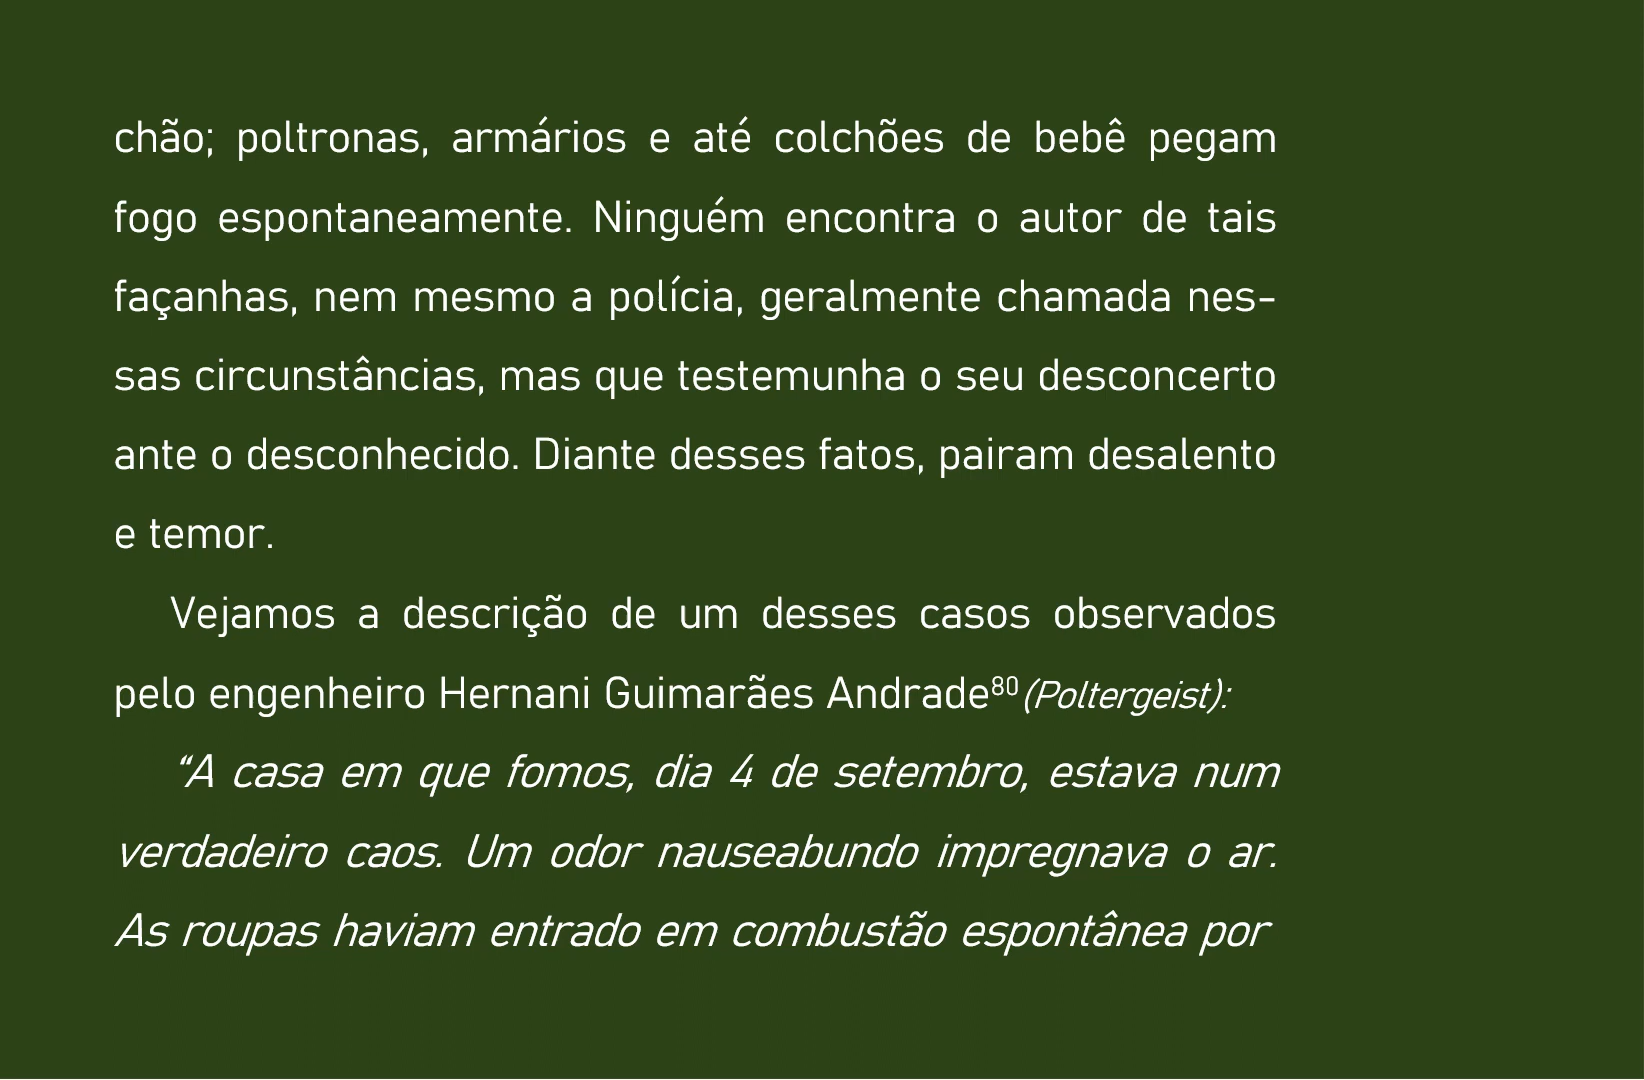 chão; poltronas, armários e até colchões de bebê pegam
fogo espontaneamente. Ninguém encontra o autor de tais
façanhas, nem mesmo a polícia, geralmente chamada nes-
sas circunstâncias, mas que testemunha o seu desconcerto
ante o desconhecido. Diante desses fatos, pairam desalento
e temor.
Vejamos a descrição de um desses casos observados
pelo engenheiro Hernani Guimarães Andrade⁸⁰ (Poltergeist):
“A casa em que fomos, dia 4 de setembro, estava num
verdadeiro caos. Um odor nauseabundo impregnava o ar.
As roupas haviam entrado em combustão espontânea por